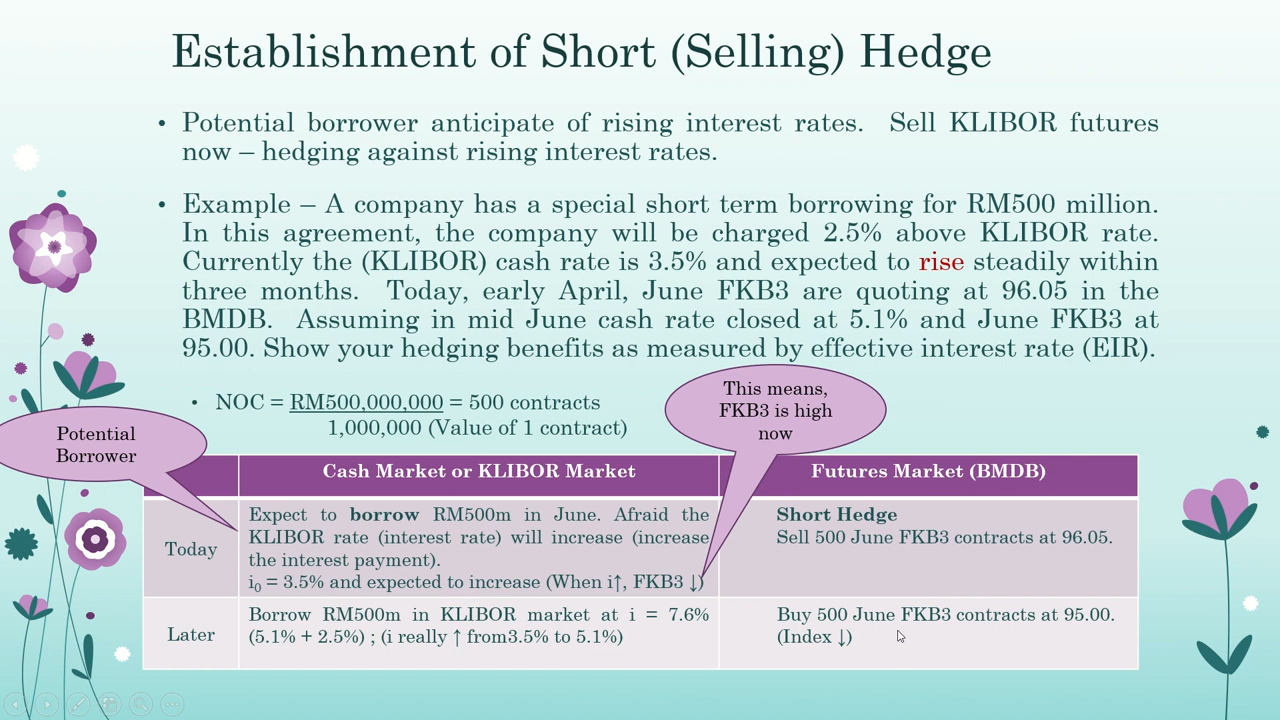 Establishment of Short (Selling) Hedge
• Potential borrower anticipate of rising interest rates. Sell KLIBOR futures
now – hedging against rising interest rates.
• Example – A company has a special short term borrowing for RM500 million.
In this agreement, the company will be charged 2.5% above KLIBOR rate.
Currently the (KLIBOR) cash rate is 3.5% and expected to rise steadily within
three months. Today, early April, June FKB3 are quoting at 96.05 in the
BMDB. Assuming in mid June cash rate closed at 5.1% and June FKB3 at
95.00. Show your hedging benefits as measured by effective interest rate (EIR).
• NOC = RM500,000,000 = 500 contracts
1,000,000 (Value of 1 contract)
This means,
FKB3 is high
now
Potential
Borrower
Cash Market or KLIBOR Market
Futures Market (BMDB)
Today
Expect to borrow RM500m in June. Afraid the
KLIBOR rate (interest rate) will increase (increase
the interest payment).
i0 = 3.5% and expected to increase (When i↑, FKB3 ↓)
Short Hedge
Sell 500 June FKB3 contracts at 96.05.
Later
Borrow RM500m in KLIBOR market at i = 7.6%
(5.1% + 2.5%) ; (i really ↑ from3.5% to 5.1%)
Buy 500 June FKB3 contracts at 95.00.
(Index ↓)